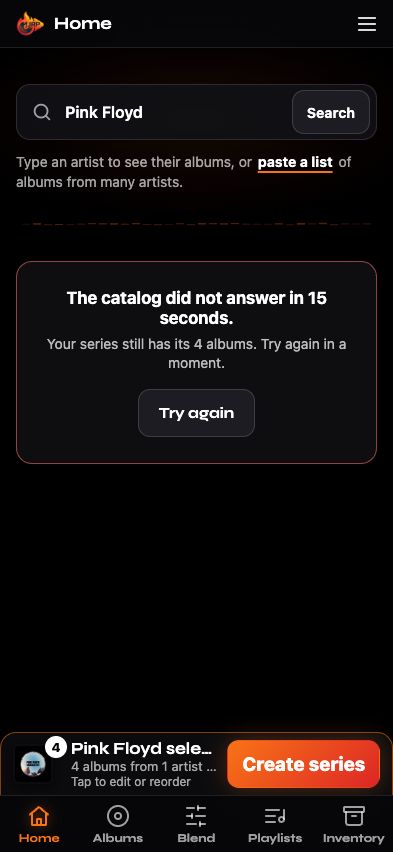 Home
Pink Floyd
Search
Type an artist to see their albums, or paste a list of
albums from many artists.
The catalog did not answer in 15
seconds.
Your series still has its 4 albums. Try again in a
moment.
Try again
4
Pink Floyd sele...
4 albums from 1 artist ...
Tap to edit or reorder
Create series
Home
Albums
Blend
Playlists
Inventory